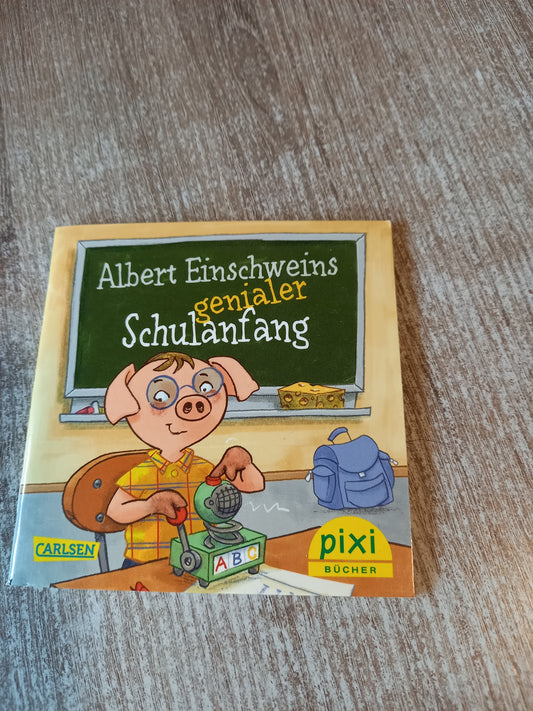 Albert Einschweins
genialer
Schulanfang
CARLSEN
ABC
pixi
BÜCHER